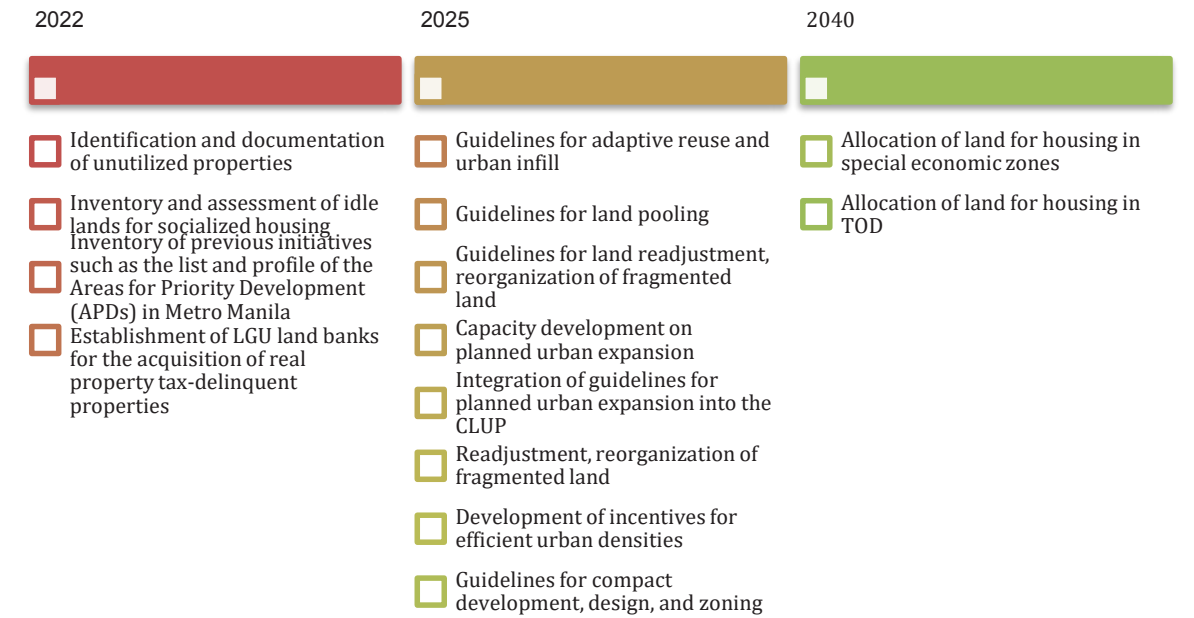 2022
Identification and documentation
of unutilized properties
Inventory and assessment of idle
lands for socialized housing
Inventory of previous initiatives
such as the list and profile of the
Areas for Priority Development
(APDs) in Metro Manila
Establishment of LGU land banks
for the acquisition of real
property tax-delinquent
properties
2025
Guidelines for adaptive reuse and
urban infill
Guidelines for land pooling
Guidelines for land readjustment,
reorganization of fragmented
land
Capacity development on
planned urban expansion
Integration of guidelines for
planned urban expansion into the
CLUP
Readjustment, reorganization of
fragmented land
Development of incentives for
efficient urban densities
Guidelines for compact
development, design, and zoning
2040
Allocation of land for housing in
special economic zones
Allocation of land for housing in
TOD